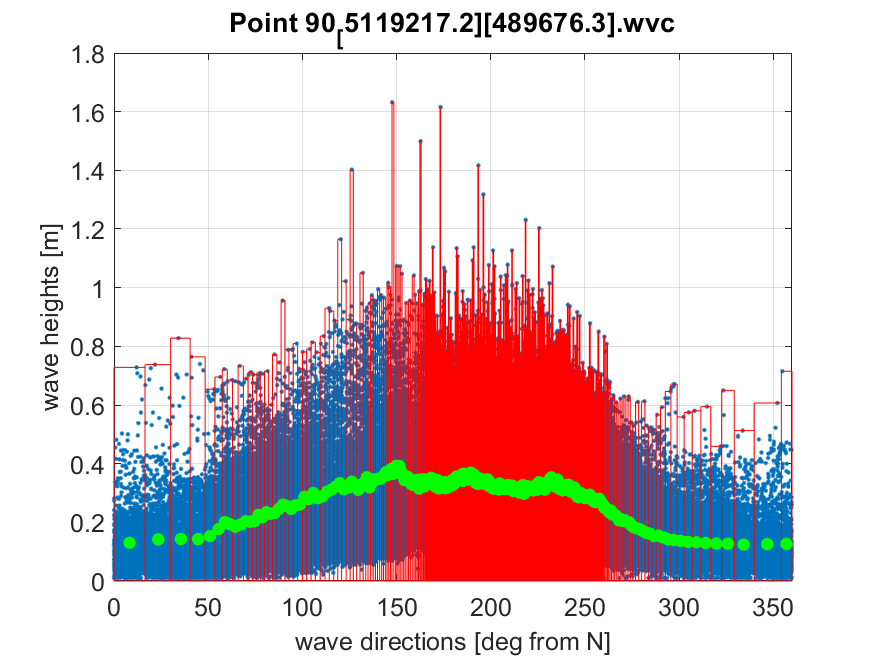 Point 90[5119217.2][489676.3].wvc
1.8
1.6
1.4
1.2
1
0.8
0.6
0.4
0.2
0
wave heights [m]
0 50 100 150 200 250 300 350
wave directions [deg from N]